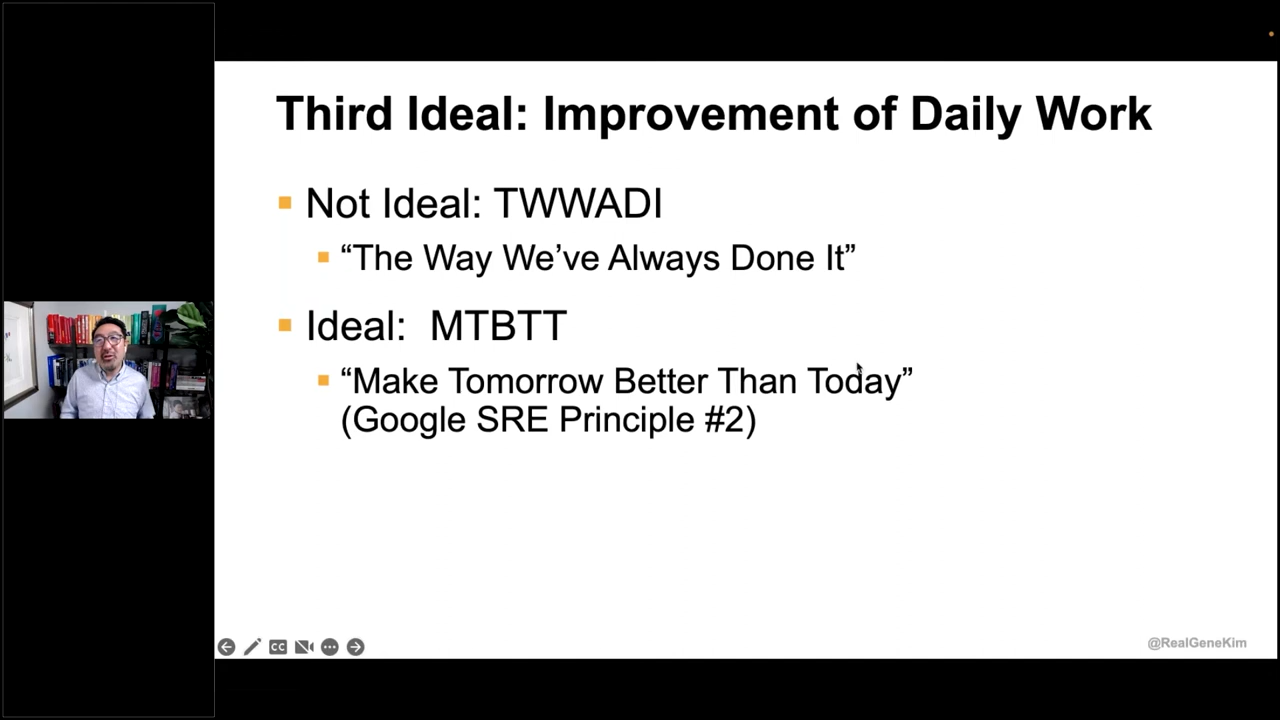 Third Ideal: Improvement of Daily Work
Not Ideal: TWWADI
“The Way We’ve Always Done It”
Ideal: MTBTT
“Make Tomorrow Better Than Today”
(Google SRE Principle #2)
CC
@RealGeneKim